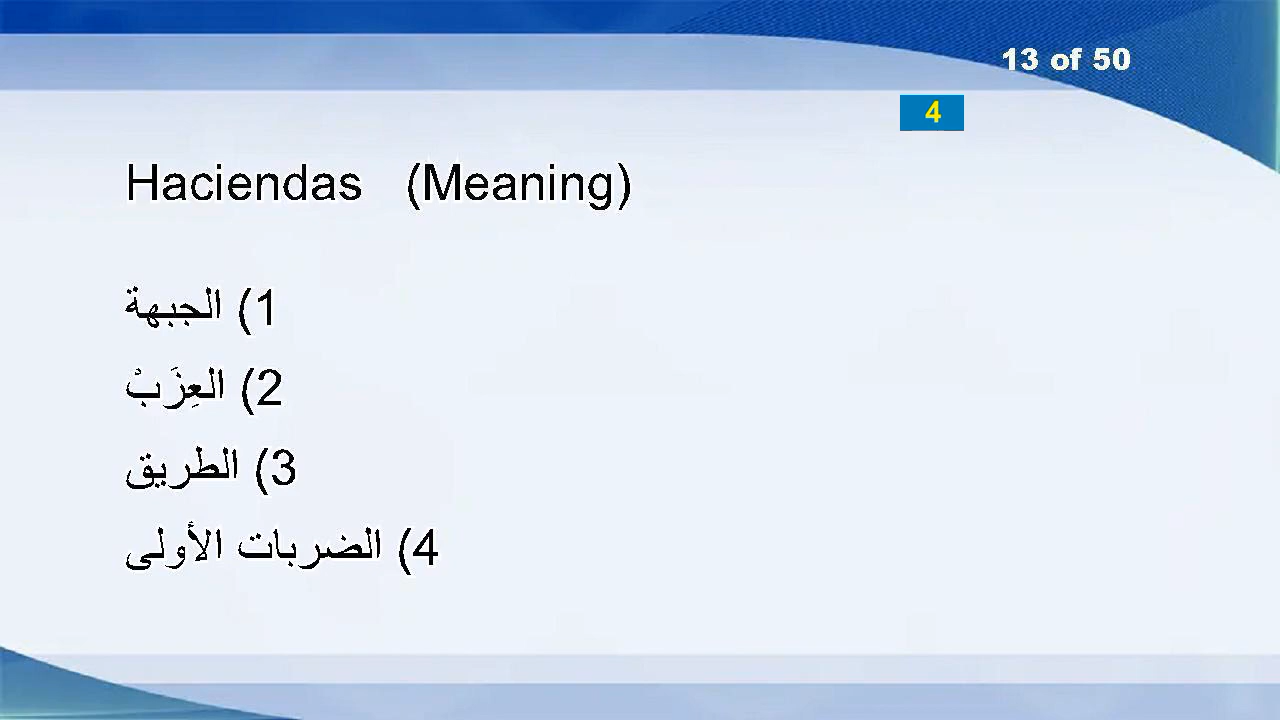 13 of 50
4
Haciendas (Meaning)
1) الجبهة
2) العِزَبْ
3) الطريق
4) الضربات الأولى